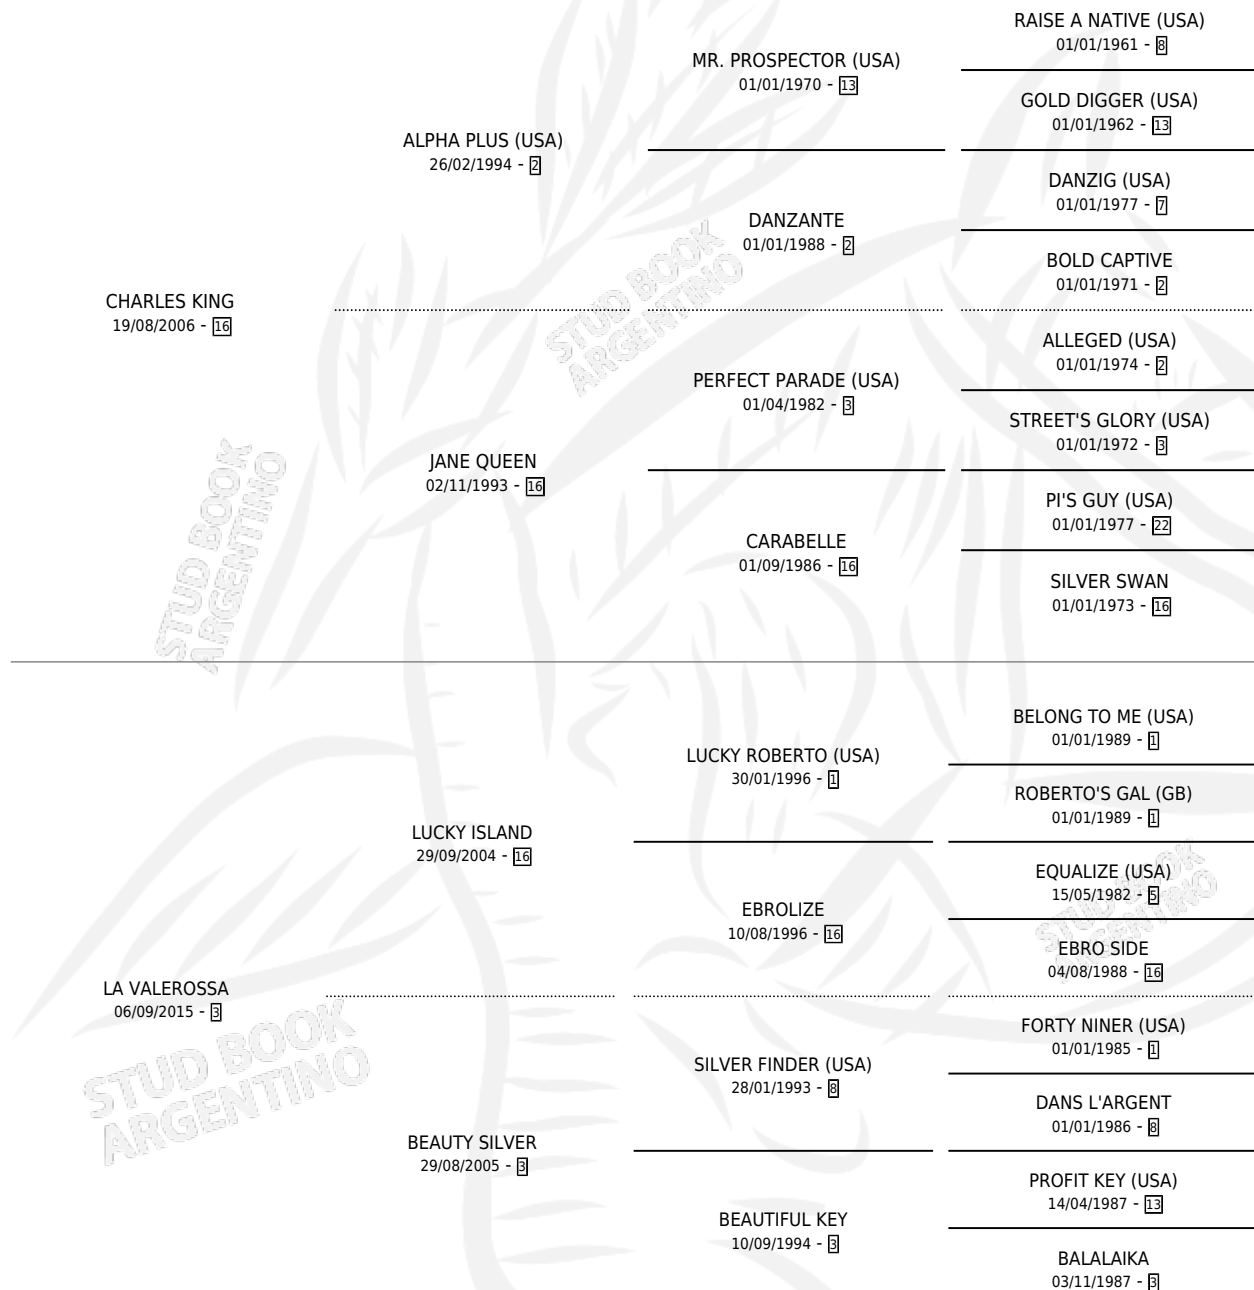 RAISE A NATIVE (USA)
01/01/1961 - 8
MR. PROSPECTOR (USA)
01/01/1970 - 13
GOLD DIGGER (USA)
01/01/1962 - 13
ALPHA PLUS (USA)
26/02/1994 - 2
DANZIG (USA)
01/01/1977 - 7
DANZANTE
01/01/1988 - 2
BOLD CAPTIVE
01/01/1971 - 2
CHARLES KING
19/08/2006 - 16
ALLEGED (USA)
01/01/1974 - 2
PERFECT PARADE (USA)
01/04/1982 - 3
STREET'S GLORY (USA)
01/01/1972 - 3
JANE QUEEN
02/11/1993 - 16
PI'S GUY (USA)
01/01/1977 - 22
CARABELLE
01/09/1986 - 16
SILVER SWAN
01/01/1973 - 16
STUD BOOK
ARGENTINO
STUD BOOK
ARGENTINO
BELONG TO ME (USA)
01/01/1989 - 1
LUCKY ROBERTO (USA)
30/01/1996 - 1
ROBERTO'S GAL (GB)
01/01/1989 - 1
LUCKY ISLAND
29/09/2004 - 16
EQUALIZE (USA)
15/05/1982 - 5
EBROLIZE
10/08/1996 - 16
EBRO SIDE
04/08/1988 - 16
STUD BOOK
ARGENTINO
LA VALEROSSA
06/09/2015 - 3
FORTY NINER (USA)
01/01/1985 - 1
SILVER FINDER (USA)
28/01/1993 - 8
DANS L'ARGENT
01/01/1986 - 8
STUD BOOK
ARGENTINO
BEAUTY SILVER
29/08/2005 - 3
PROFIT KEY (USA)
14/04/1987 - 13
BEAUTIFUL KEY
10/09/1994 - 3
BALALAIKA
03/11/1987 - 3